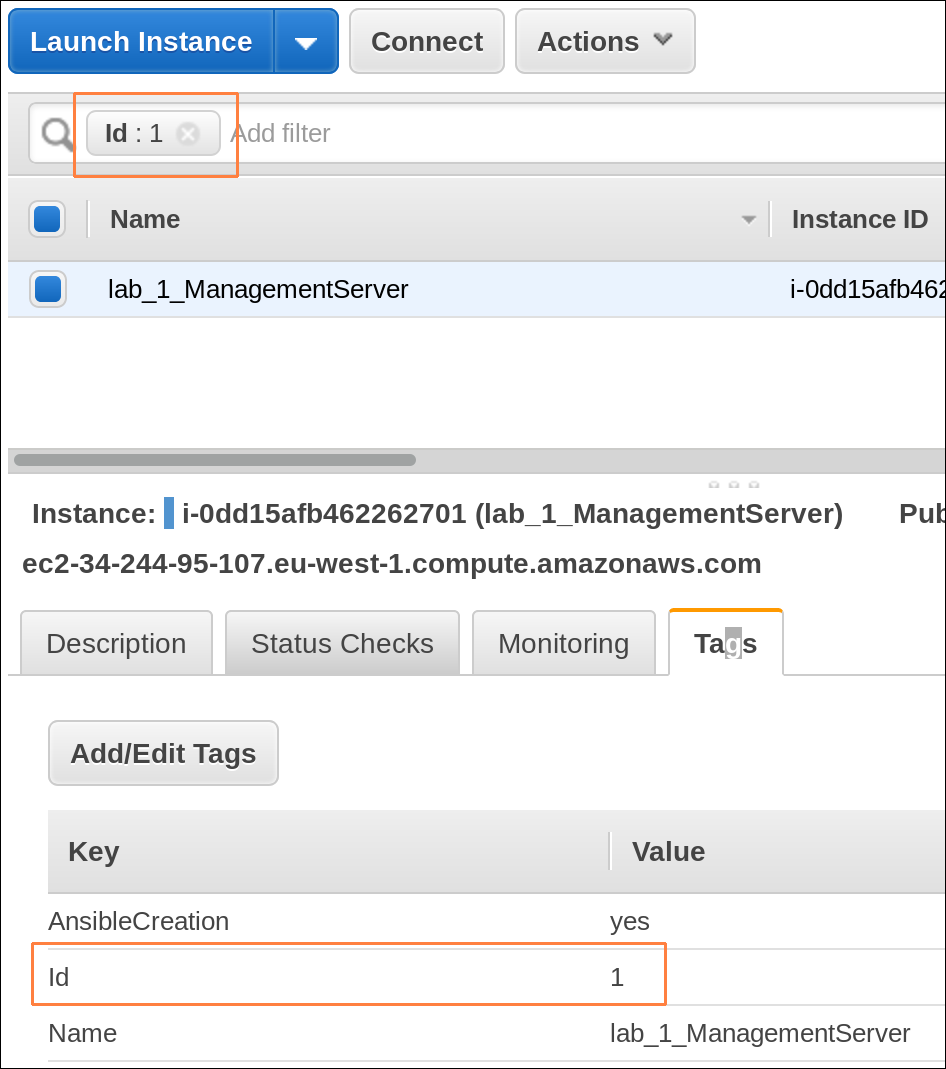 Launch Instance Connect Actions
Id : 1 Add filter
Name Instance ID
lab_1_ManagementServer i-0dd15afb462
Instance: i-0dd15afb462262701 (lab_1_ManagementServer) Pub
ec2-34-244-95-107.eu-west-1.compute.amazonaws.com
Description Status Checks Monitoring Tags
Add/Edit Tags
Key Value
AnsibleCreation yes
Id 1
Name lab_1_ManagementServer